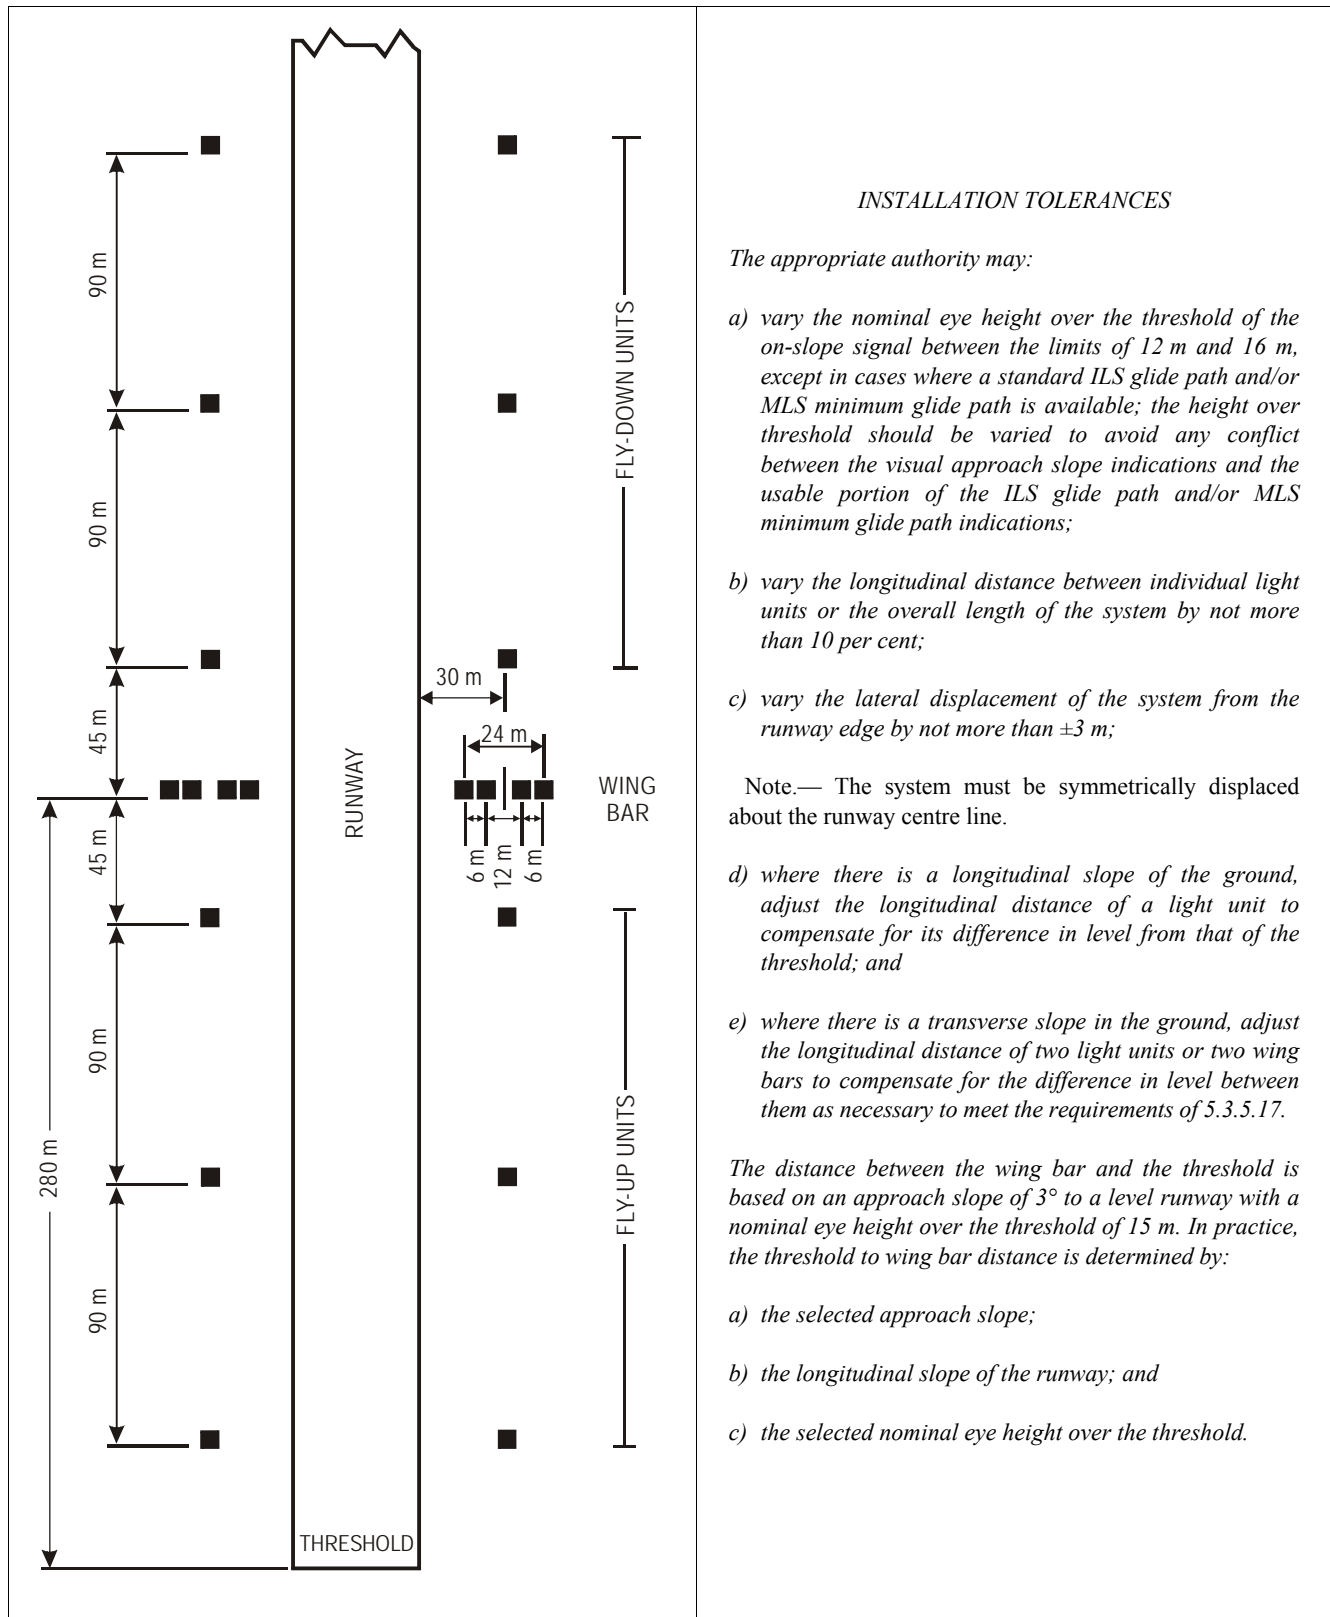 90 m
90 m
45 m
45 m
90 m
90 m
280 m
RUNWAY
THRESHOLD
30 m
24 m
6 m
12 m
6 m
FLY-DOWN UNITS
WING
BAR
FLY-UP UNITS
INSTALLATION TOLERANCES
The appropriate authority may:
a) vary the nominal eye height over the threshold of the
on-slope signal between the limits of 12 m and 16 m,
except in cases where a standard ILS glide path and/or
MLS minimum glide path is available; the height over
threshold should be varied to avoid any conflict
between the visual approach slope indications and the
usable portion of the ILS glide path and/or MLS
minimum glide path indications;
b) vary the longitudinal distance between individual light
units or the overall length of the system by not more
than 10 per cent;
c) vary the lateral displacement of the system from the
runway edge by not more than ±3 m;
Note.— The system must be symmetrically displaced
about the runway centre line.
d) where there is a longitudinal slope of the ground,
adjust the longitudinal distance of a light unit to
compensate for its difference in level from that of the
threshold; and
e) where there is a transverse slope in the ground, adjust
the longitudinal distance of two light units or two wing
bars to compensate for the difference in level between
them as necessary to meet the requirements of 5.3.5.17.
The distance between the wing bar and the threshold is
based on an approach slope of 3° to a level runway with a
nominal eye height over the threshold of 15 m. In practice,
the threshold to wing bar distance is determined by:
a) the selected approach slope;
b) the longitudinal slope of the runway; and
c) the selected nominal eye height over the threshold.